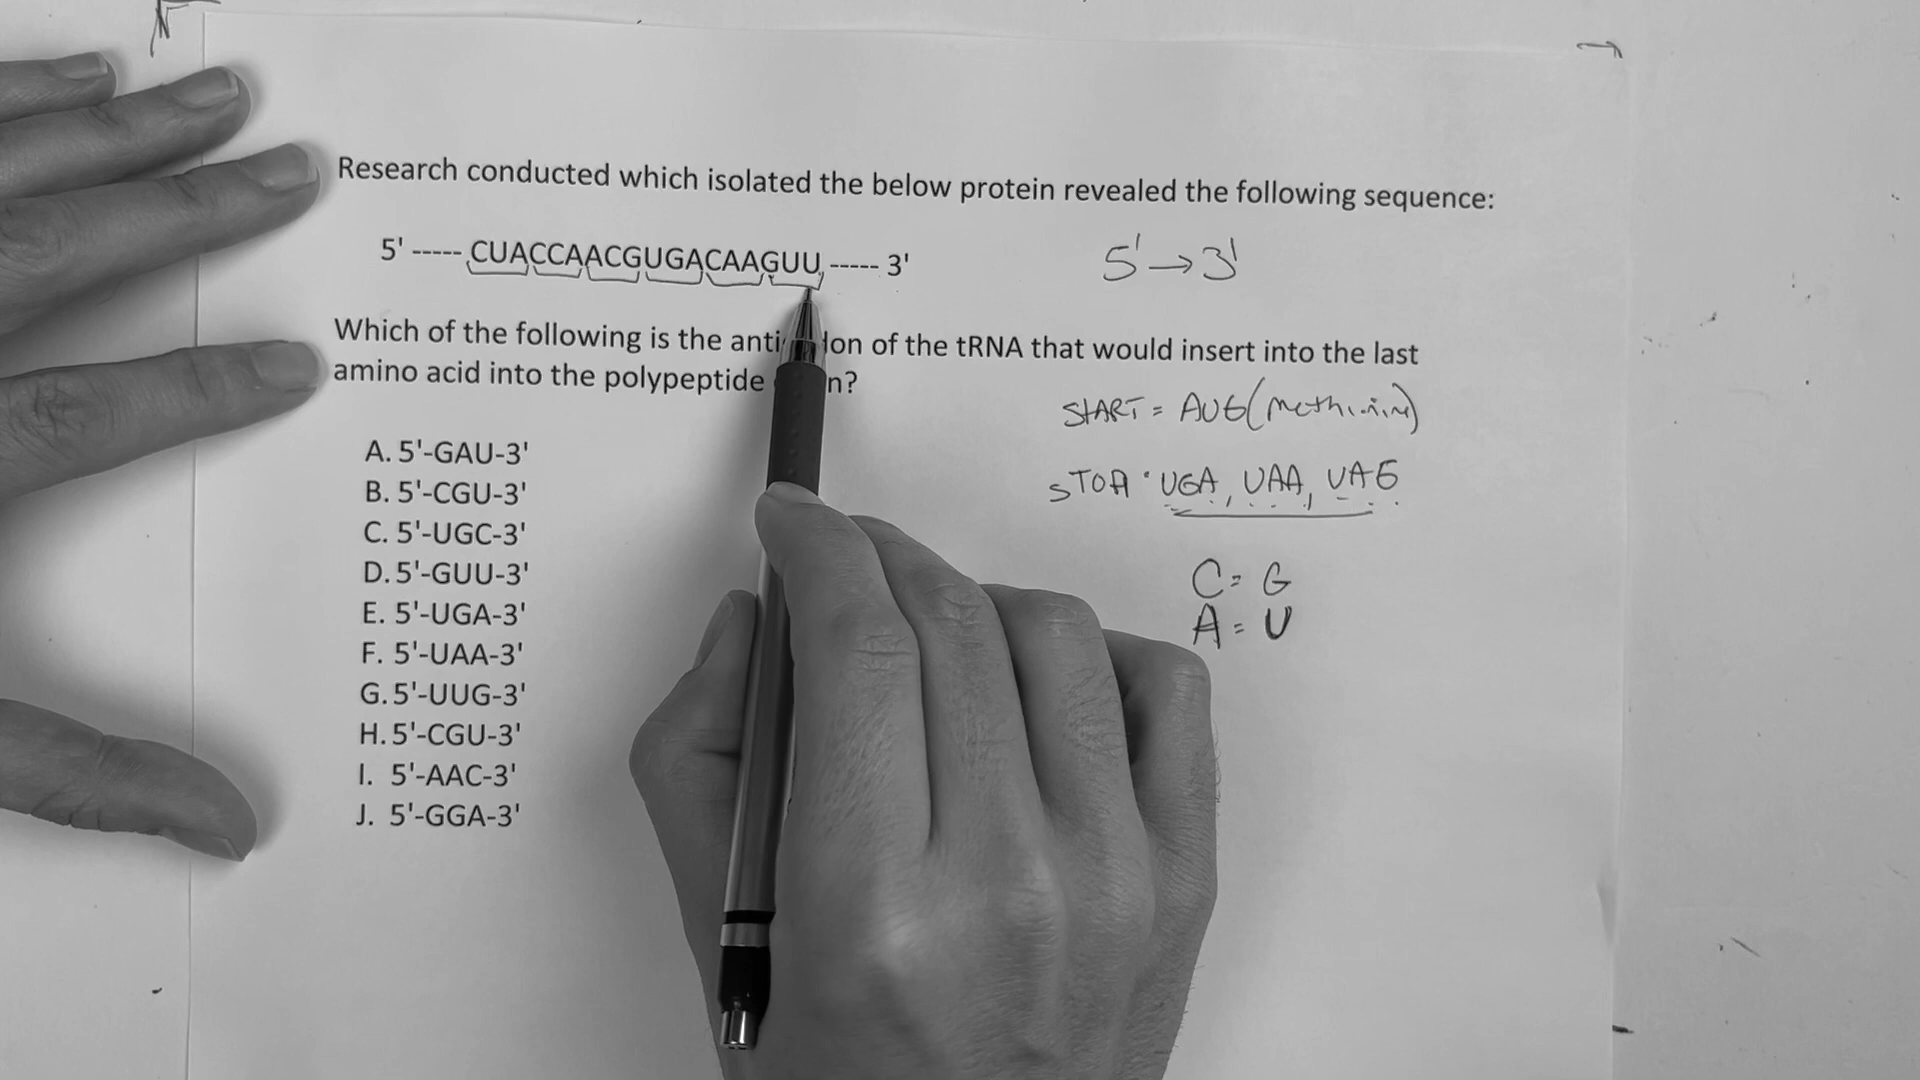 Research conducted which isolated the below protein revealed the following sequence:
5' ----- CUACCAACGUGACAAGUU ----- 3'
5' → 3'
Which of the following is the anti lon of the tRNA that would insert into the last
amino acid into the polypeptide n?
START = AUG (methinine)
STOP : UGA, UAA, UAG
A. 5'-GAU-3'
B. 5'-CGU-3'
C. 5'-UGC-3'
D. 5'-GUU-3'
E. 5'-UGA-3'
F. 5'-UAA-3'
G. 5'-UUG-3'
H. 5'-CGU-3'
I. 5'-AAC-3'
J. 5'-GGA-3'
C = G
A = U